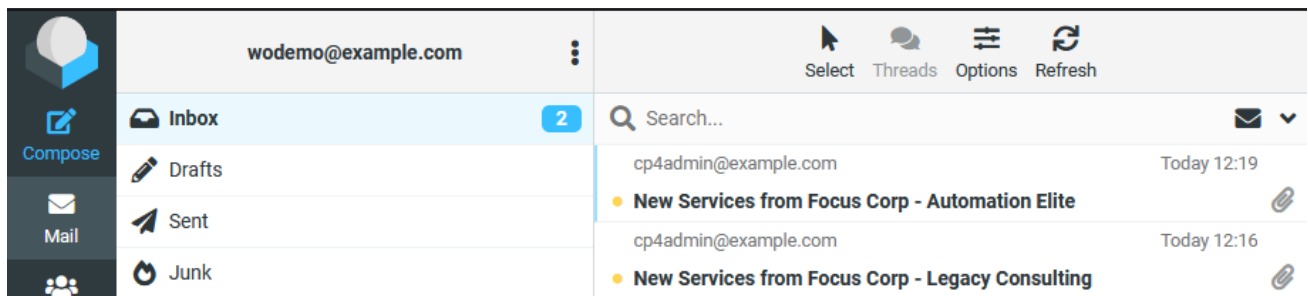 wodemo@example.com
Select Threads Options Refresh
Compose
Mail
Inbox 2
Drafts
Sent
Junk
Search...
cp4admin@example.com Today 12:19
New Services from Focus Corp - Automation Elite
cp4admin@example.com Today 12:16
New Services from Focus Corp - Legacy Consulting